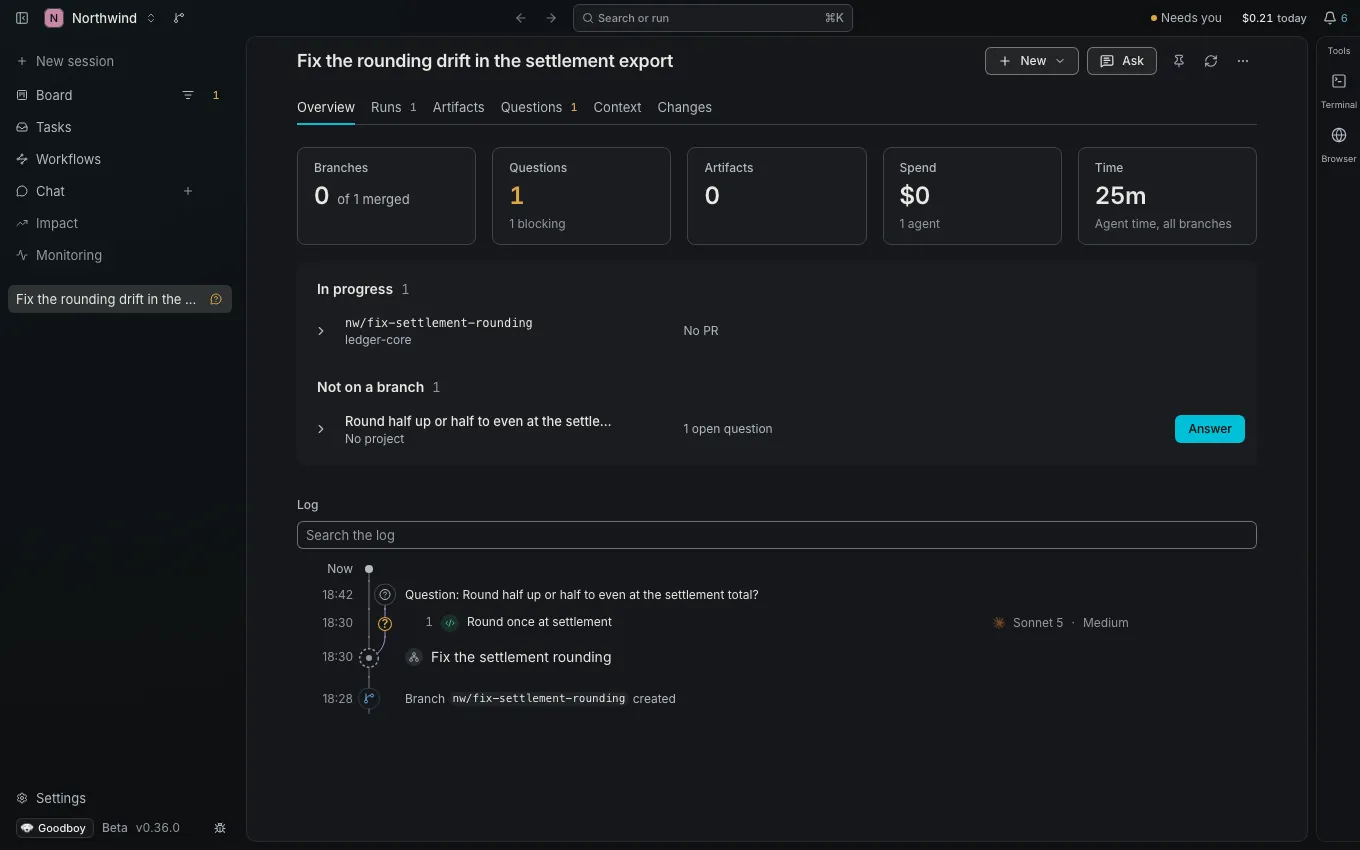 N Northwind
Search or run ⌘K
Needs you $0.21 today 6
New session
Board 1
Tasks
Workflows
Chat
Impact
Monitoring
Fix the rounding drift in the ...
Settings
Goodboy Beta v0.36.0
Fix the rounding drift in the settlement export
New Ask
Overview Runs 1 Artifacts Questions 1 Context Changes
Branches
0 of 1 merged
Questions
1
1 blocking
Artifacts
0
Spend
$0
1 agent
Time
25m
Agent time, all branches
In progress 1
nw/fix-settlement-rounding
ledger-core
No PR
Not on a branch 1
Round half up or half to even at the settle...
No project
1 open question
Answer
Log
Search the log
Now
18:42 Question: Round half up or half to even at the settlement total?
18:30 1 Round once at settlement Sonnet 5 · Medium
18:30 Fix the settlement rounding
18:28 Branch nw/fix-settlement-rounding created
Tools
Terminal
Browser